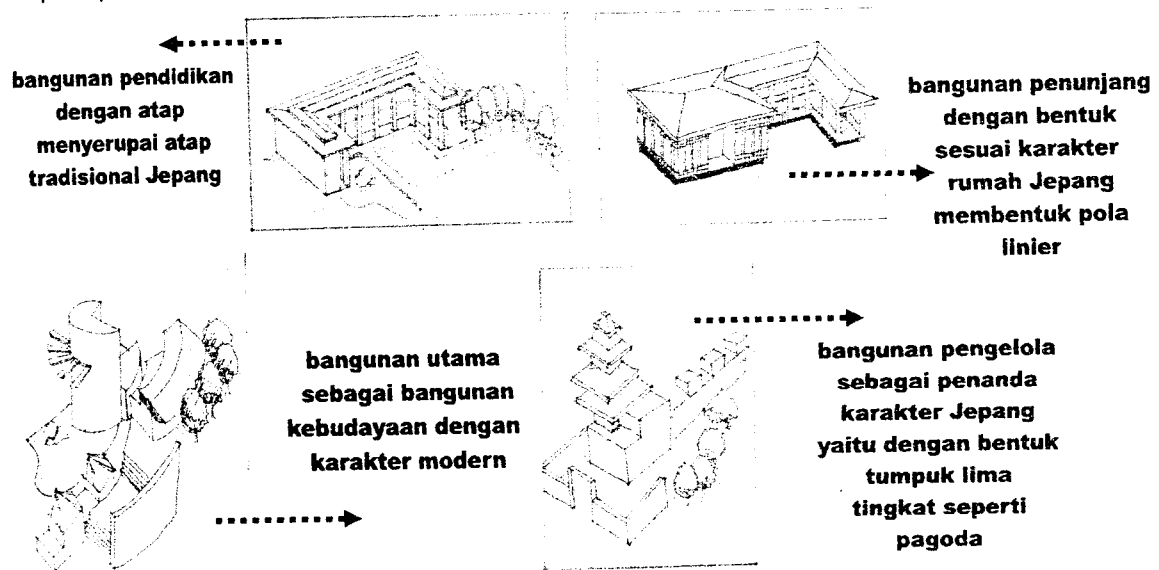 bangunan pendidikan
dengan atap
menyerupai atap
tradisional Jepang
bangunan penunjang
dengan bentuk
sesuai karakter
rumah Jepang
membentuk pola
linier
bangunan utama
sebagai bangunan
kebudayaan dengan
karakter modern
bangunan pengelola
sebagai penanda
karakter Jepang
yaitu dengan bentuk
tumpuk lima
tingkat seperti
pagoda